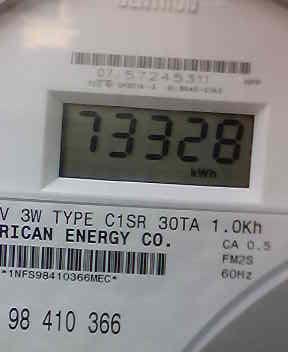 CENTRON
73328
kWh
V 3W TYPE C1SR 30TA 1.0Kh
RICAN ENERGY CO.
CA 0.5
FM2S
60Hz
*1NFS98410366MEC*
98 410 366